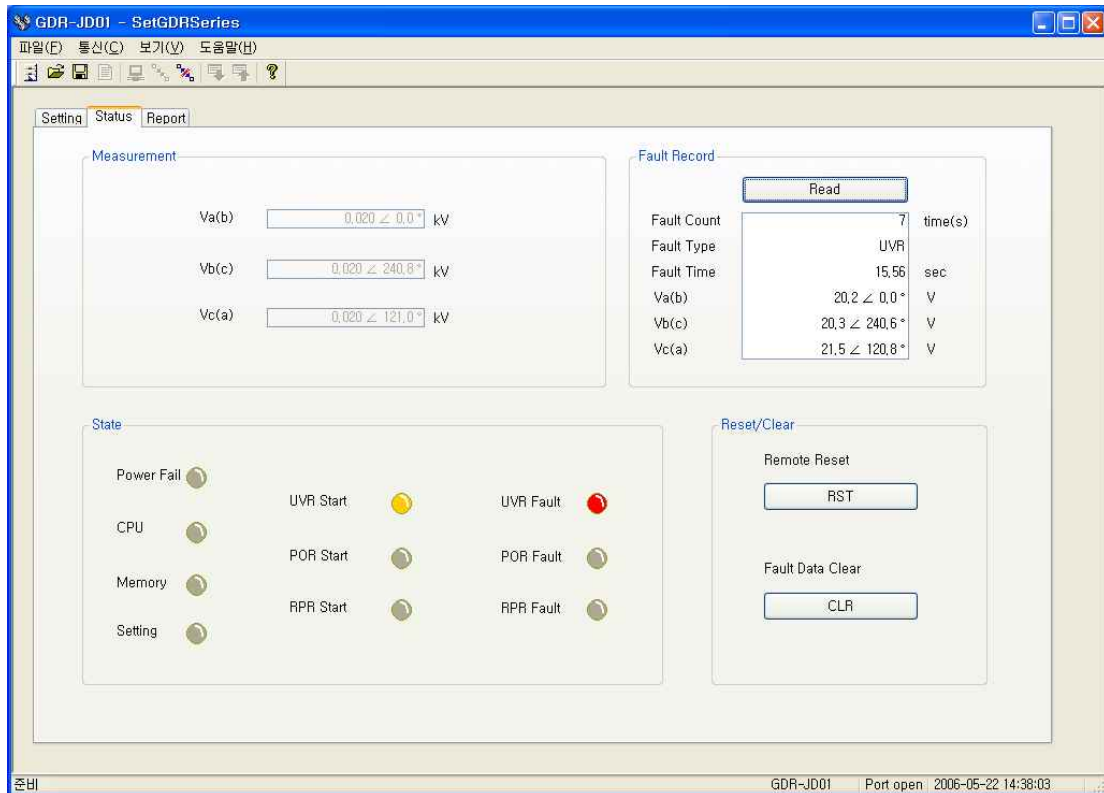 GDR-JD01 - SetGDRSeries
파일(F) 통신(C) 보기(V) 도움말(H)
Setting Status Report
Measurement
Va(b) 0,020 ∠ 0,0 ° kV
Vb(c) 0,020 ∠ 240,8 ° kV
Vc(a) 0,020 ∠ 121,0 ° kV
Fault Record
Read
Fault Count 7 time(s)
Fault Type UVR
Fault Time 15,56 sec
Va(b) 20,2 ∠ 0,0 ° V
Vb(c) 20,3 ∠ 240,6 ° V
Vc(a) 21,5 ∠ 120,8 ° V
State
Power Fail
CPU
Memory
Setting
UVR Start
POR Start
RPR Start
UVR Fault
POR Fault
RPR Fault
Reset/Clear
Remote Reset
RST
Fault Data Clear
CLR
준비 GDR-JD01 Port open 2006-05-22 14:38:03